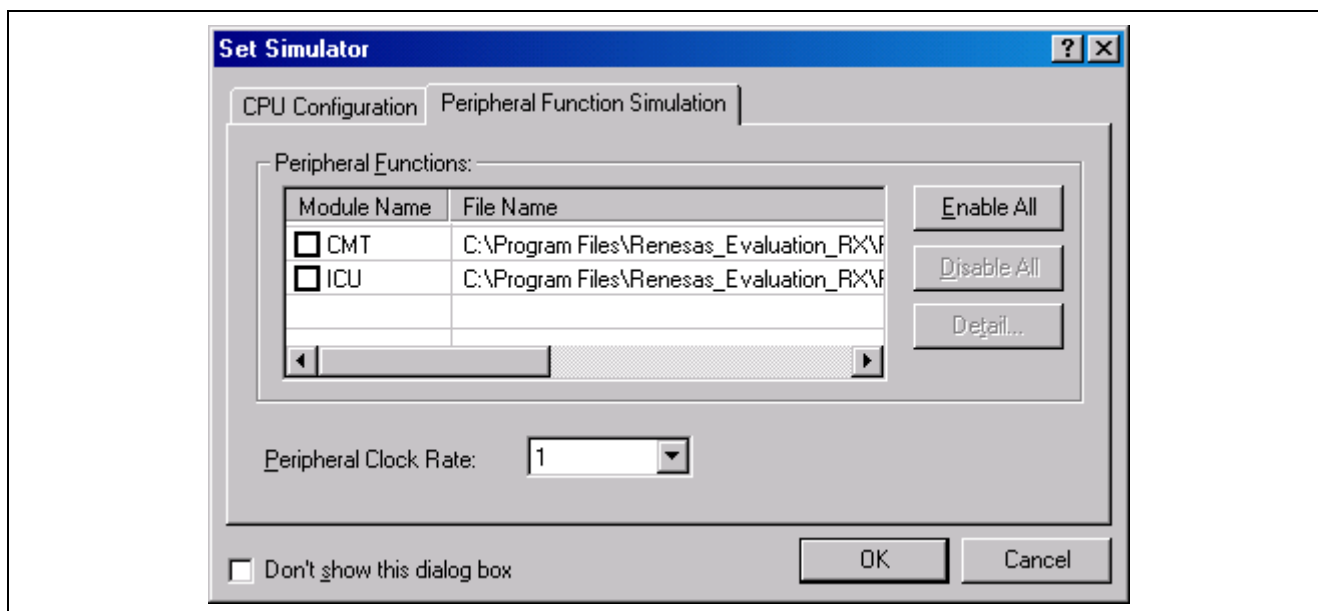 Set Simulator
CPU Configuration
Peripheral Function Simulation
Peripheral Functions:
Module Name File Name
CMT C:\Program Files\Renesas_Evaluation_RX\
ICU C:\Program Files\Renesas_Evaluation_RX\
Enable All
Disable All
Detail...
Peripheral Clock Rate: 1
Don't show this dialog box
OK
Cancel